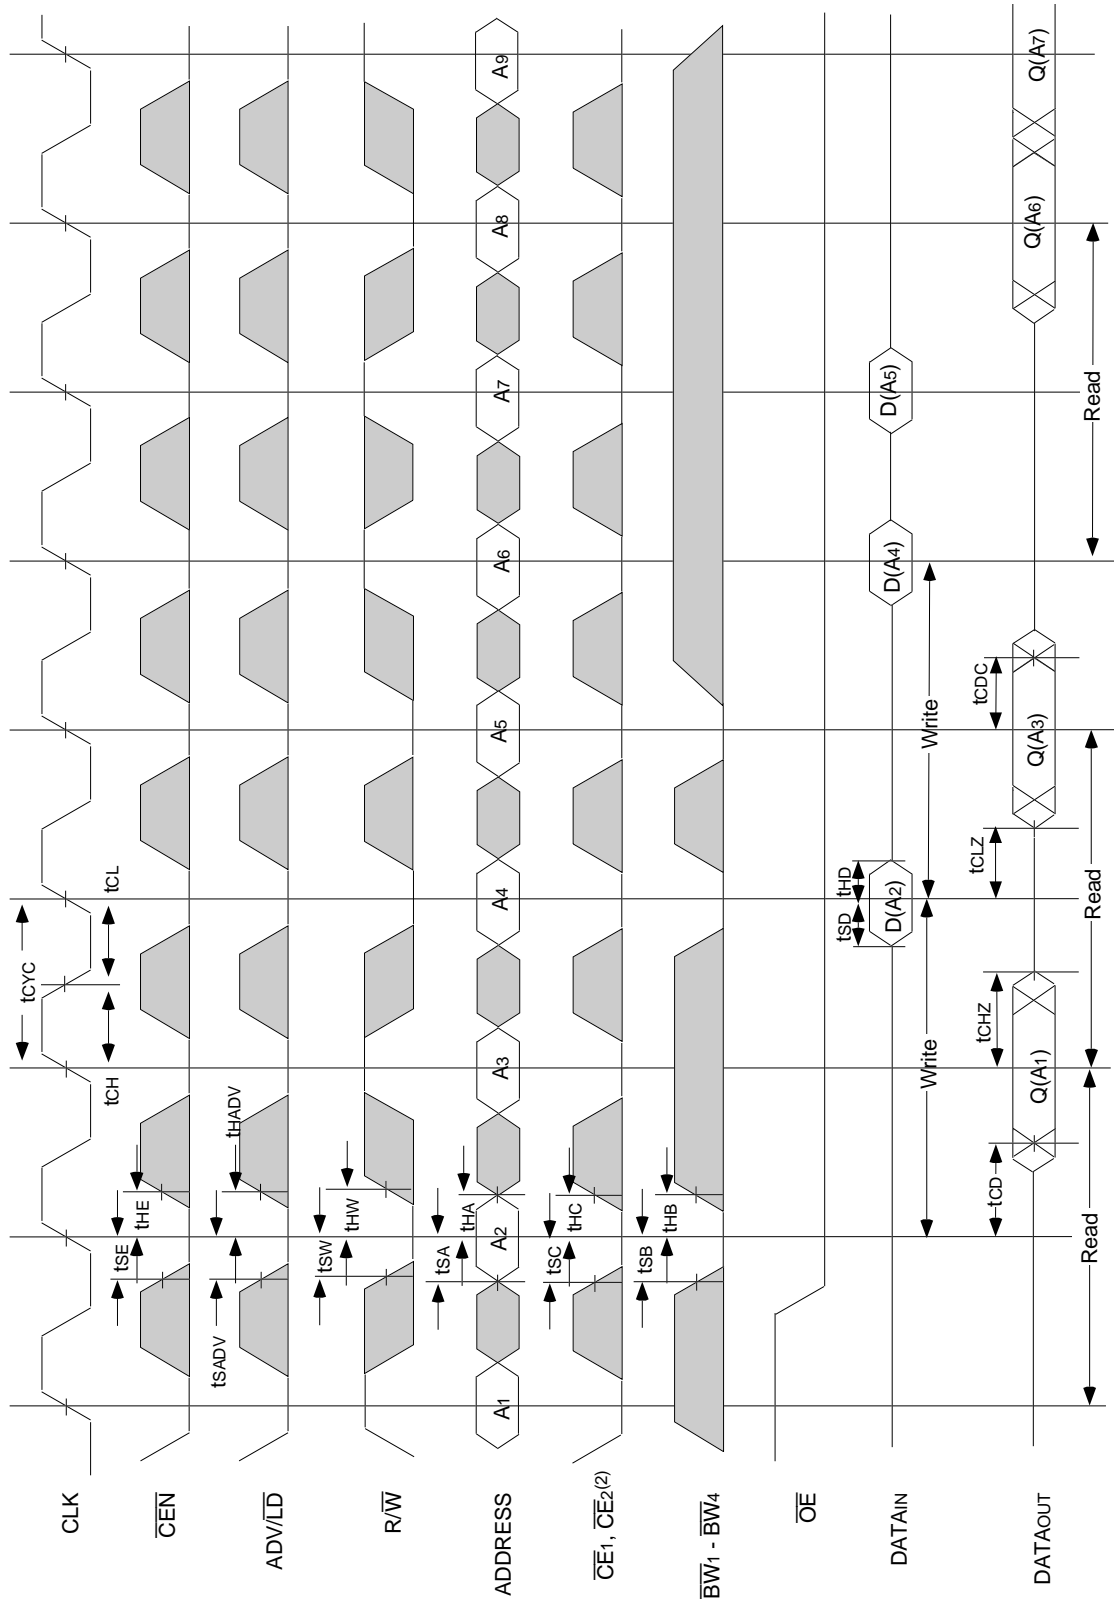 CLK
tCYC
tCH
tCL
CEN
tSE
tHE
ADV/LD
tSADV
tHADV
R/W
tSW
tHW
ADDRESS
A1
A2
A3
A4
A5
A6
A7
A8
A9
tSA
tHA
CE1, CE2(2)
tSC
tHC
BW1 - BW4
tSB
tHB
OE
DATAIN
tSD
tHD
D(A2)
D(A4)
D(A5)
Write
Write
DATAOUT
tCD
tCHZ
tCLZ
tCDC
Q(A1)
Q(A3)
Q(A6)
Q(A7)
Read
Read
Read